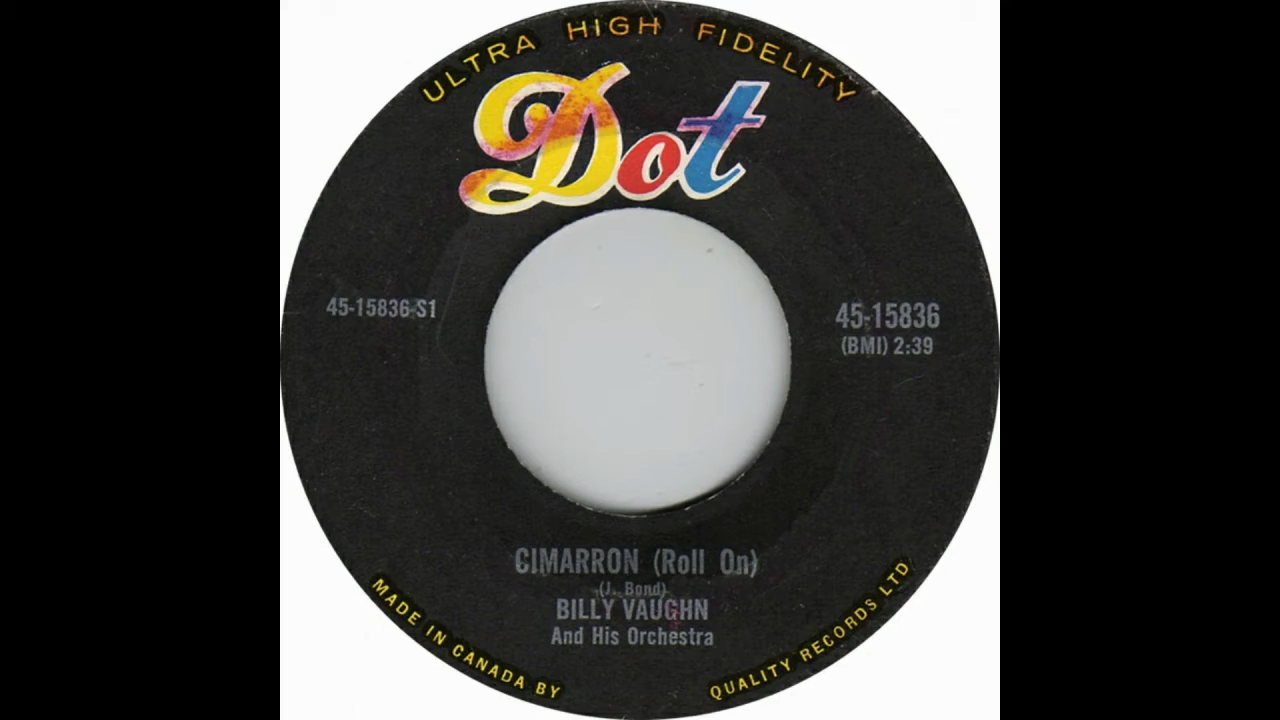 ULTRA HIGH FIDELITY
Dot
45-15836-S1
45-15836
(BMI) 2:39
CIMARRON (Roll On)
(J. Bond)
BILLY VAUGHN
And His Orchestra
MADE IN CANADA BY
QUALITY RECORDS LTD